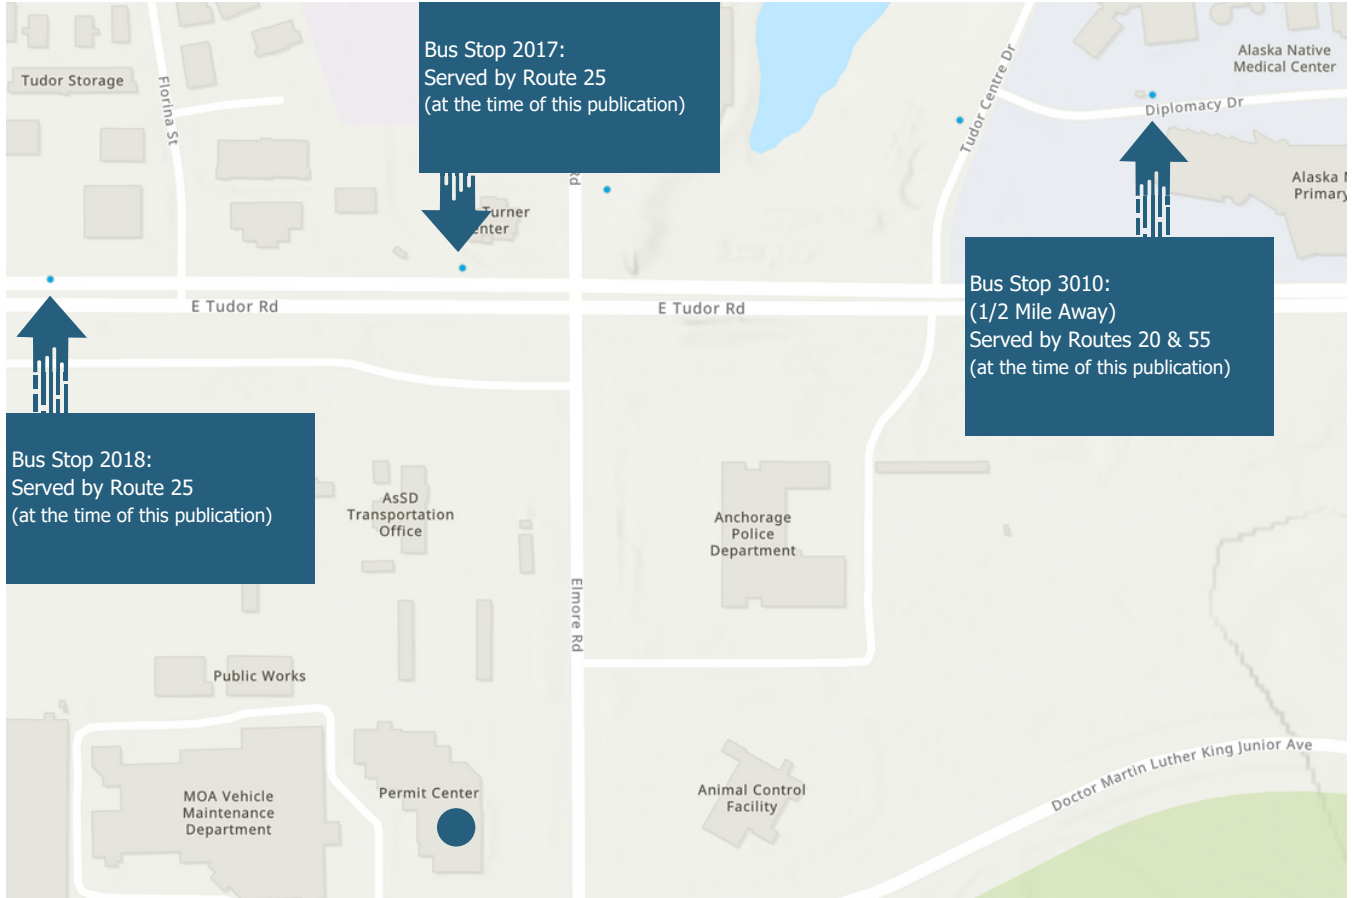 Bus Stop 2017:
Served by Route 25
(at the time of this publication)
Tudor Storage
Florina St
Tudor Centre Dr
Alaska Native
Medical Center
Diplomacy Dr
Alaska
Primary
Rd
Turner
E Tudor Rd
E Tudor Rd
Bus Stop 3010:
(1/2 Mile Away)
Served by Routes 20 & 55
(at the time of this publication)
Bus Stop 2018:
Served by Route 25
(at the time of this publication)
AsSD
Transportation
Office
Anchorage
Police
Department
Elmore Rd
Public Works
MOA Vehicle
Maintenance
Department
Permit Center
Animal Control
Facility
Doctor Martin Luther King Junior Ave